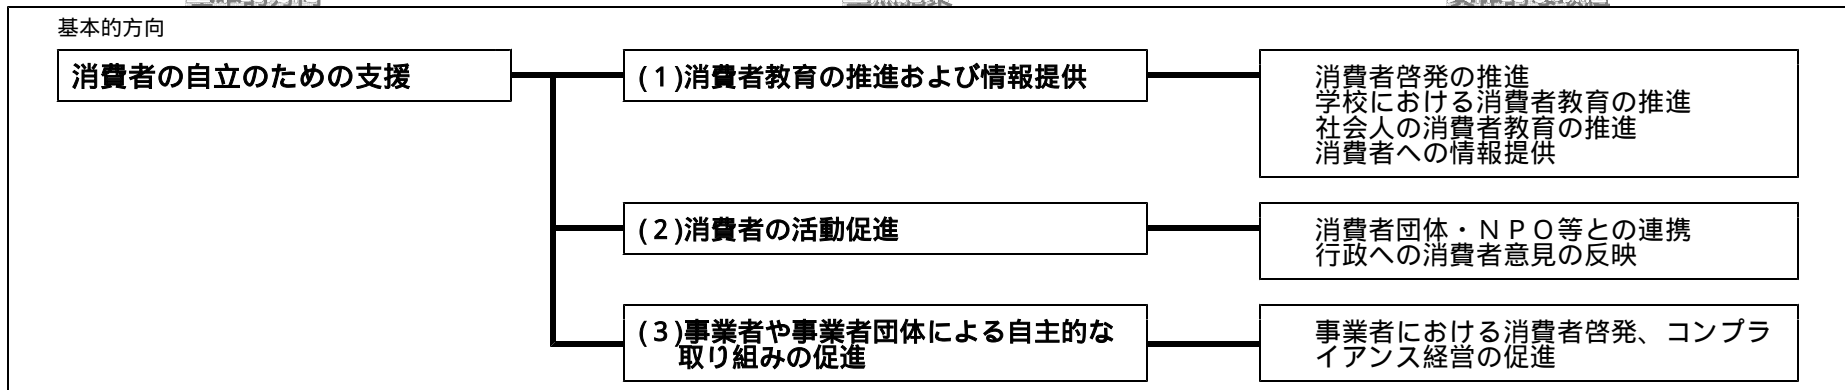 基本的方向
消費者の自立のための支援
(１)消費者教育の推進および情報提供
消費者啓発の推進
学校における消費者教育の推進
社会人の消費者教育の推進
消費者への情報提供
(２)消費者の活動促進
消費者団体・ＮＰＯ等との連携
行政への消費者意見の反映
(３)事業者や事業者団体による自主的な
取り組みの促進
事業者における消費者啓発、コンプラ
イアンス経営の促進